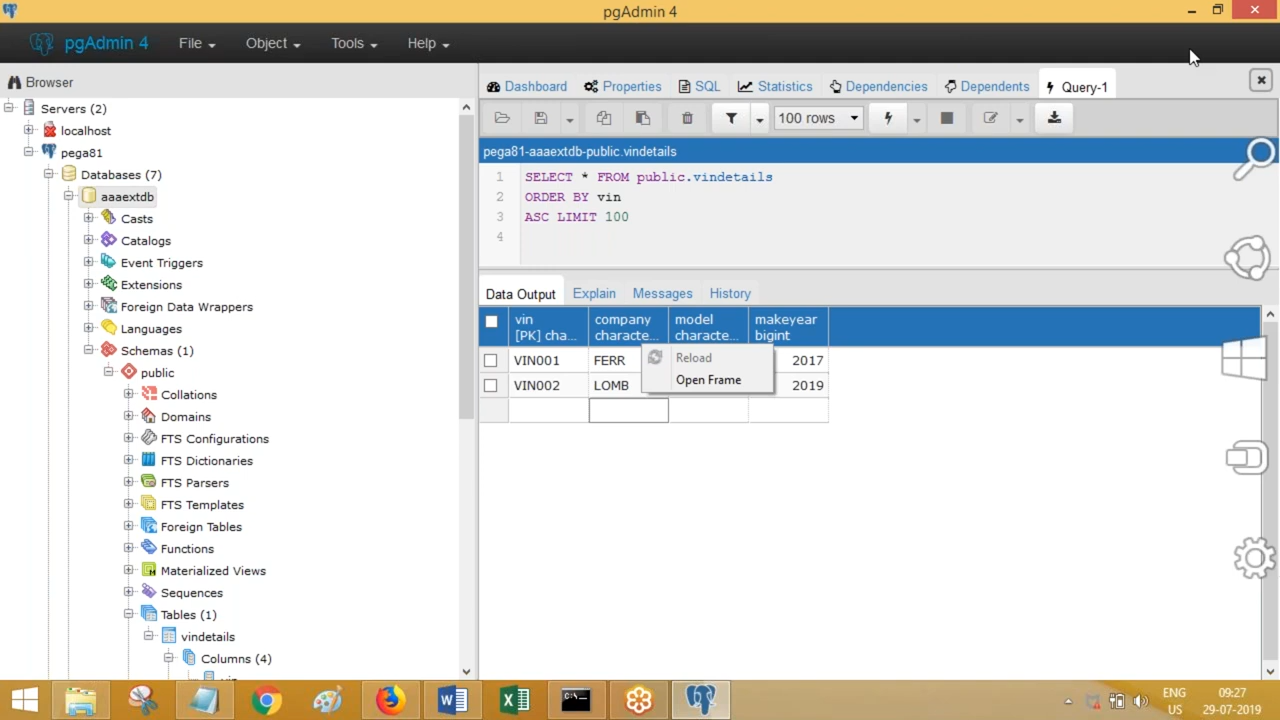 pgAdmin 4
pgAdmin 4 File Object Tools Help
Browser
Servers (2)
localhost
pega81
Databases (7)
aaaextdb
Casts
Catalogs
Event Triggers
Extensions
Foreign Data Wrappers
Languages
Schemas (1)
public
Collations
Domains
FTS Configurations
FTS Dictionaries
FTS Parsers
FTS Templates
Foreign Tables
Functions
Materialized Views
Sequences
Tables (1)
vindetails
Columns (4)
Dashboard Properties SQL Statistics Dependencies Dependents Query-1
100 rows
pega81-aaaextdb-public.vindetails
1 SELECT * FROM public.vindetails
2 ORDER BY vin
3 ASC LIMIT 100
4
Data Output Explain Messages History
vin company model makeyear
[PK] cha... characte... characte... bigint
VIN001 FERR 2017
VIN002 LOMB 2019
Reload
Open Frame
ENG 09:27
US 29-07-2019